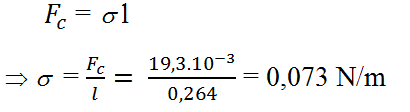 F_c = σ1
⇒ σ = F_c/l = 19,3.10⁻³/0,264 = 0,073 N/m